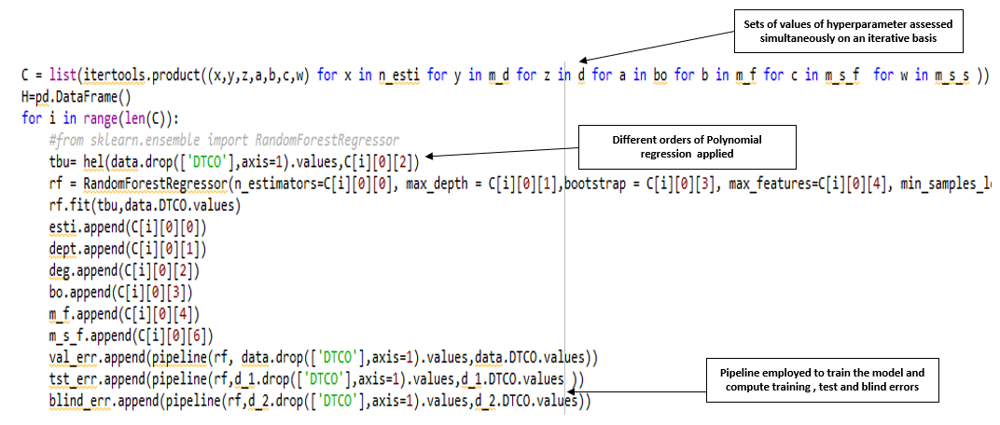 Sets of values of hyperparameter assessed
simultaneously on an iterative basis
C = list(itertools.product((x,y,z,a,b,c,w) for x in n_esti for y in m_d for z in d for a in bo for b in m_f for c in m_s_f for w in m_s_s ))
H=pd.DataFrame()
for i in range(len(C)):
#from sklearn.ensemble import RandomForestRegressor
Different orders of Polynomial
regression applied
tbu= hel(data.drop(['DTCO'],axis=1).values,C[i][0][2])
rf = RandomForestRegressor(n_estimators=C[i][0][0], max_depth = C[i][0][1],bootstrap = C[i][0][3], max_features=C[i][0][4], min_samples_l
rf.fit(tbu,data.DTCO.values)
esti.append(C[i][0][0])
dept.append(C[i][0][1])
deg.append(C[i][0][2])
bo.append(C[i][0][3])
m_f.append(C[i][0][4])
m_s_f.append(C[i][0][6])
val_err.append(pipeline(rf, data.drop(['DTCO'],axis=1).values,data.DTCO.values))
tst_err.append(pipeline(rf,d_1.drop(['DTCO'],axis=1).values,d_1.DTCO.values ))
blind_err.append(pipeline(rf,d_2.drop(['DTCO'],axis=1).values,d_2.DTCO.values))
Pipeline employed to train the model and
compute training , test and blind errors